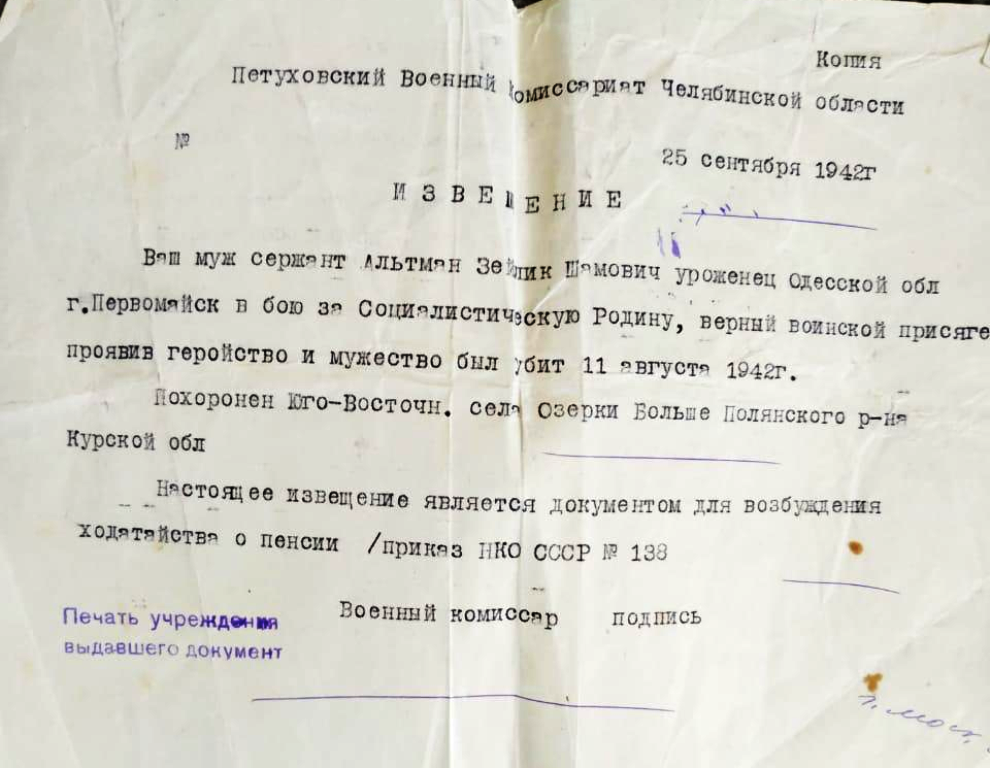 Копия
Петуховский Военный Комиссариат Челябинской области
№
25 сентября 1942г
ИЗВЕЩЕНИЕ
Ваш муж сержант Альтман Зейлик Шамович уроженец Одесской обл
г.Первомайск в бою за Социалистическую Родину, верный воинской присяге
проявив геройство и мужество был убит 11 августа 1942г.
Похоронен Юго-Восточн. села Озерки Больше Полянского р-на
Курской обл
Настоящее извещение является документом для возбуждения
ходатайства о пенсии /приказ НКО СССР № 138
Военный комиссар подпись
Печать учреждения
выдавшего документ